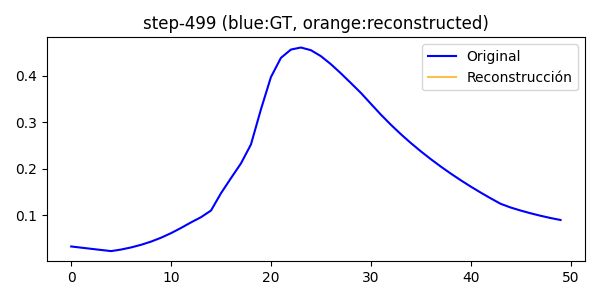 step-499 (blue:GT, orange:reconstructed)
Original
Reconstrucción
0.4
0.3
0.2
0.1
0 10 20 30 40 50